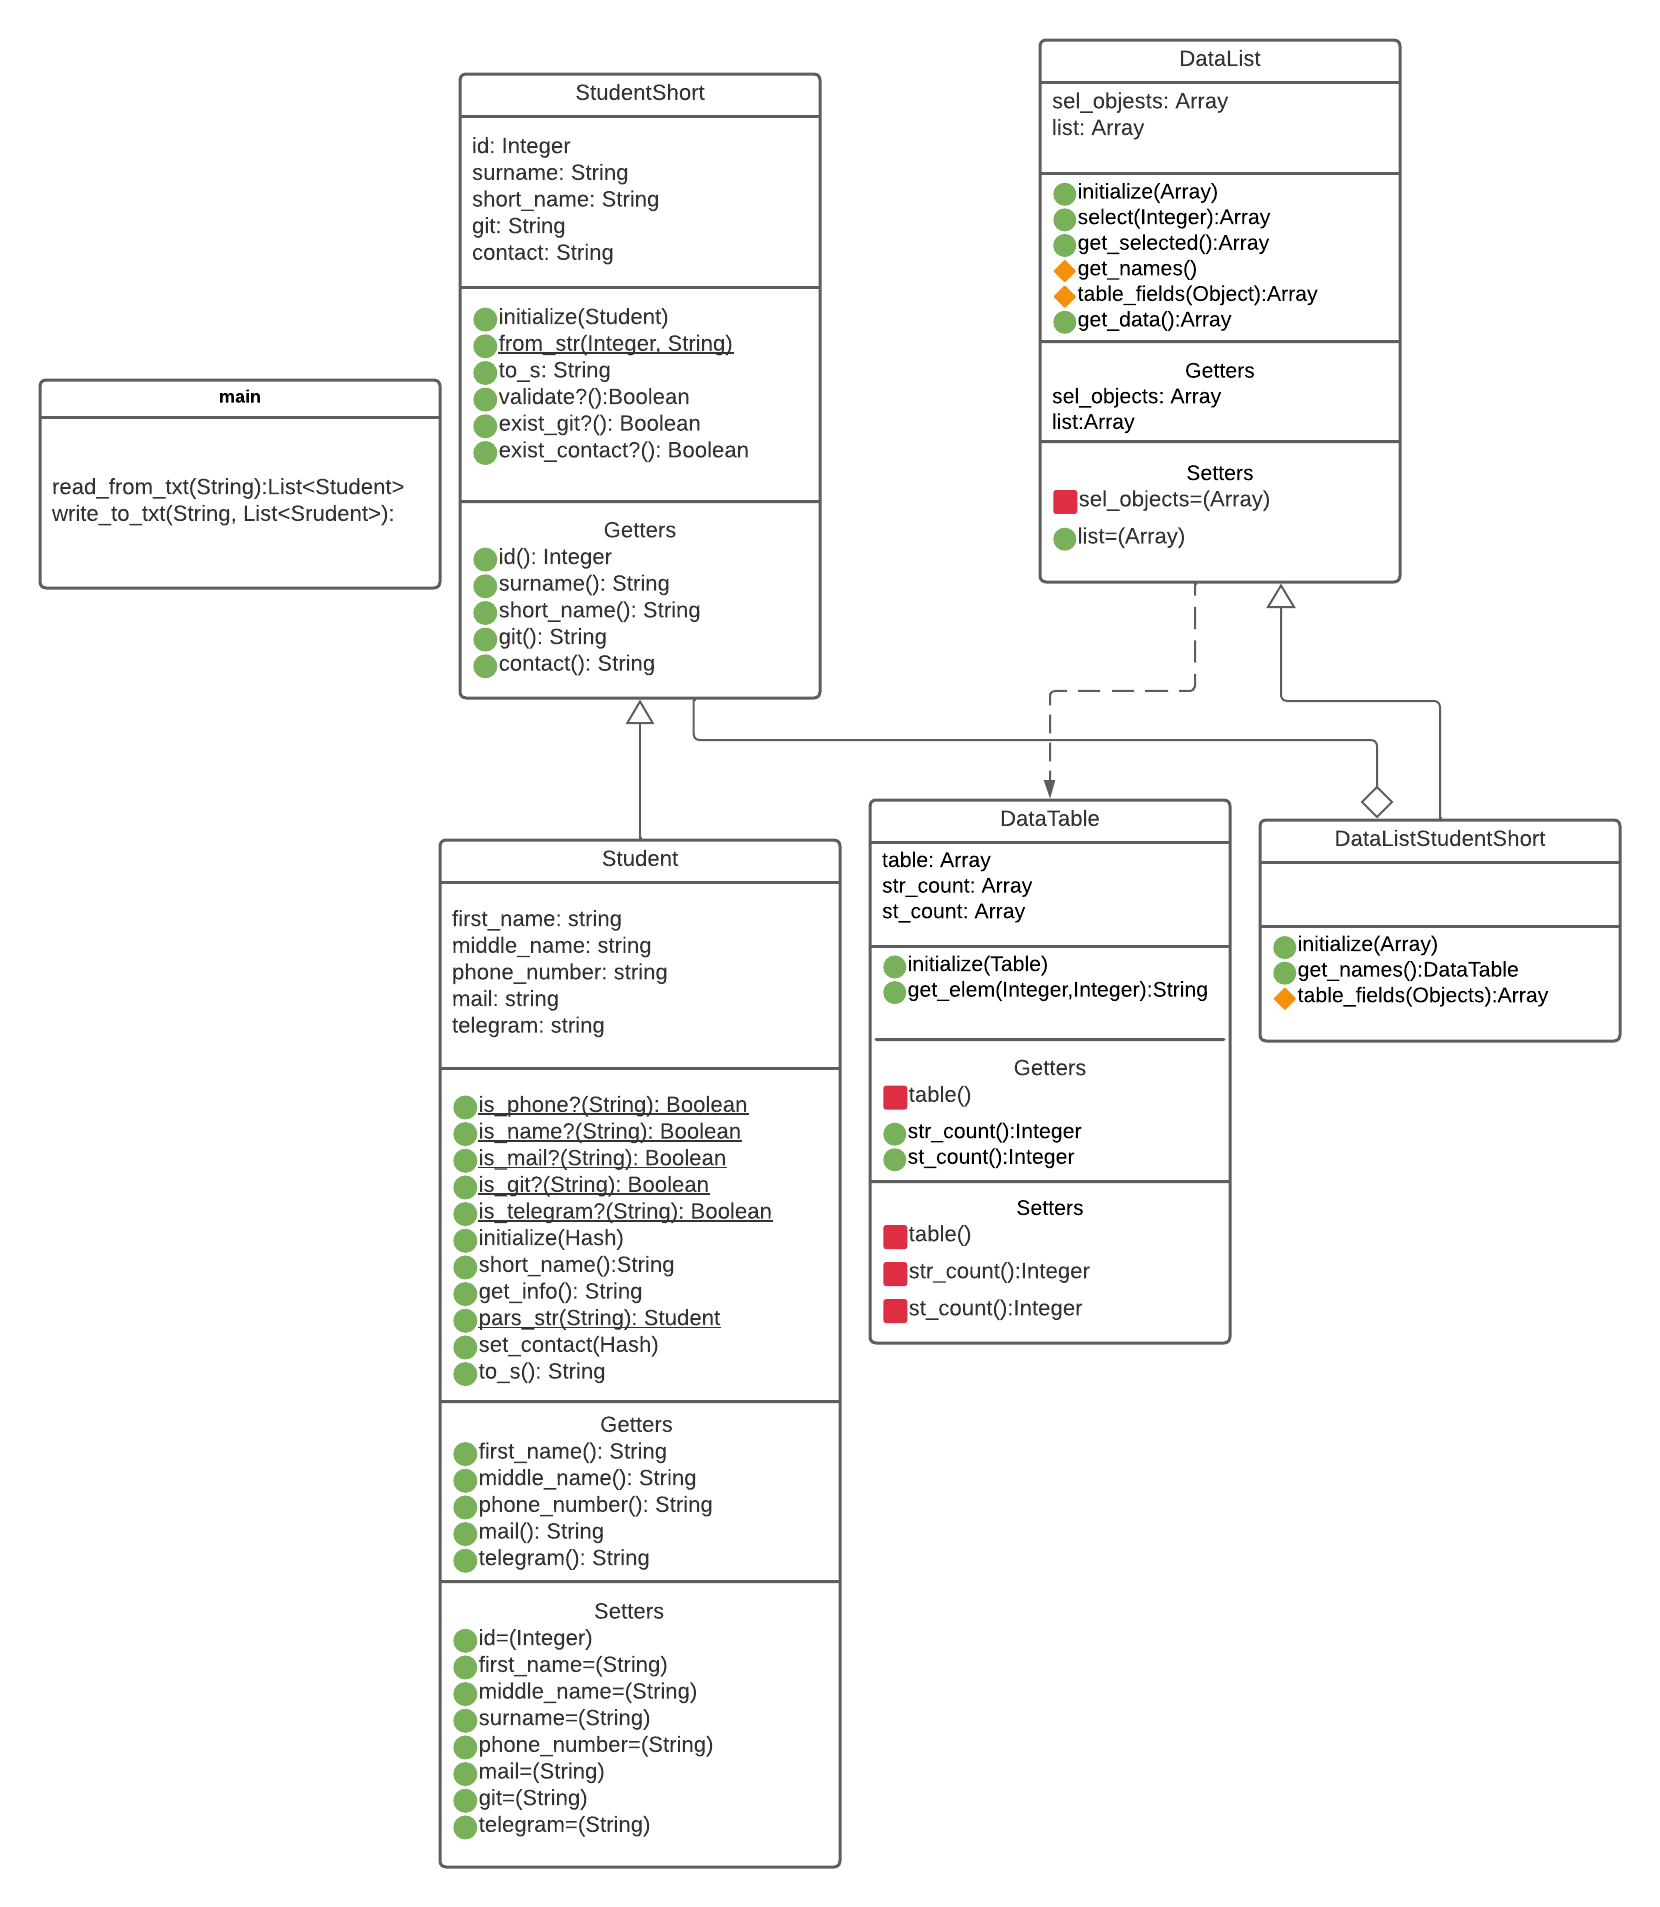 StudentShort
id: Integer
surname: String
short_name: String
git: String
contact: String
initialize(Student)
from_str(Integer, String)
to_s: String
validate?():Boolean
exist_git?(): Boolean
exist_contact?(): Boolean
Getters
id(): Integer
surname(): String
short_name(): String
git(): String
contact(): String
DataList
sel_objests: Array
list: Array
initialize(Array)
select(Integer):Array
get_selected():Array
get_names()
table_fields(Object):Array
get_data():Array
Getters
sel_objects: Array
list:Array
Setters
sel_objects=(Array)
list=(Array)
main
read_from_txt(String):List<Student>
write_to_txt(String, List<Srudent>):
Student
first_name: string
middle_name: string
phone_number: string
mail: string
telegram: string
is_phone?(String): Boolean
is_name?(String): Boolean
is_mail?(String): Boolean
is_git?(String): Boolean
is_telegram?(String): Boolean
initialize(Hash)
short_name():String
get_info(): String
pars_str(String): Student
set_contact(Hash)
to_s(): String
Getters
first_name(): String
middle_name(): String
phone_number(): String
mail(): String
telegram(): String
Setters
id=(Integer)
first_name=(String)
middle_name=(String)
surname=(String)
phone_number=(String)
mail=(String)
git=(String)
telegram=(String)
DataTable
table: Array
str_count: Array
st_count: Array
initialize(Table)
get_elem(Integer,Integer):String
Getters
table()
str_count():Integer
st_count():Integer
Setters
table()
str_count():Integer
st_count():Integer
DataListStudentShort
initialize(Array)
get_names():DataTable
table_fields(Objects):Array